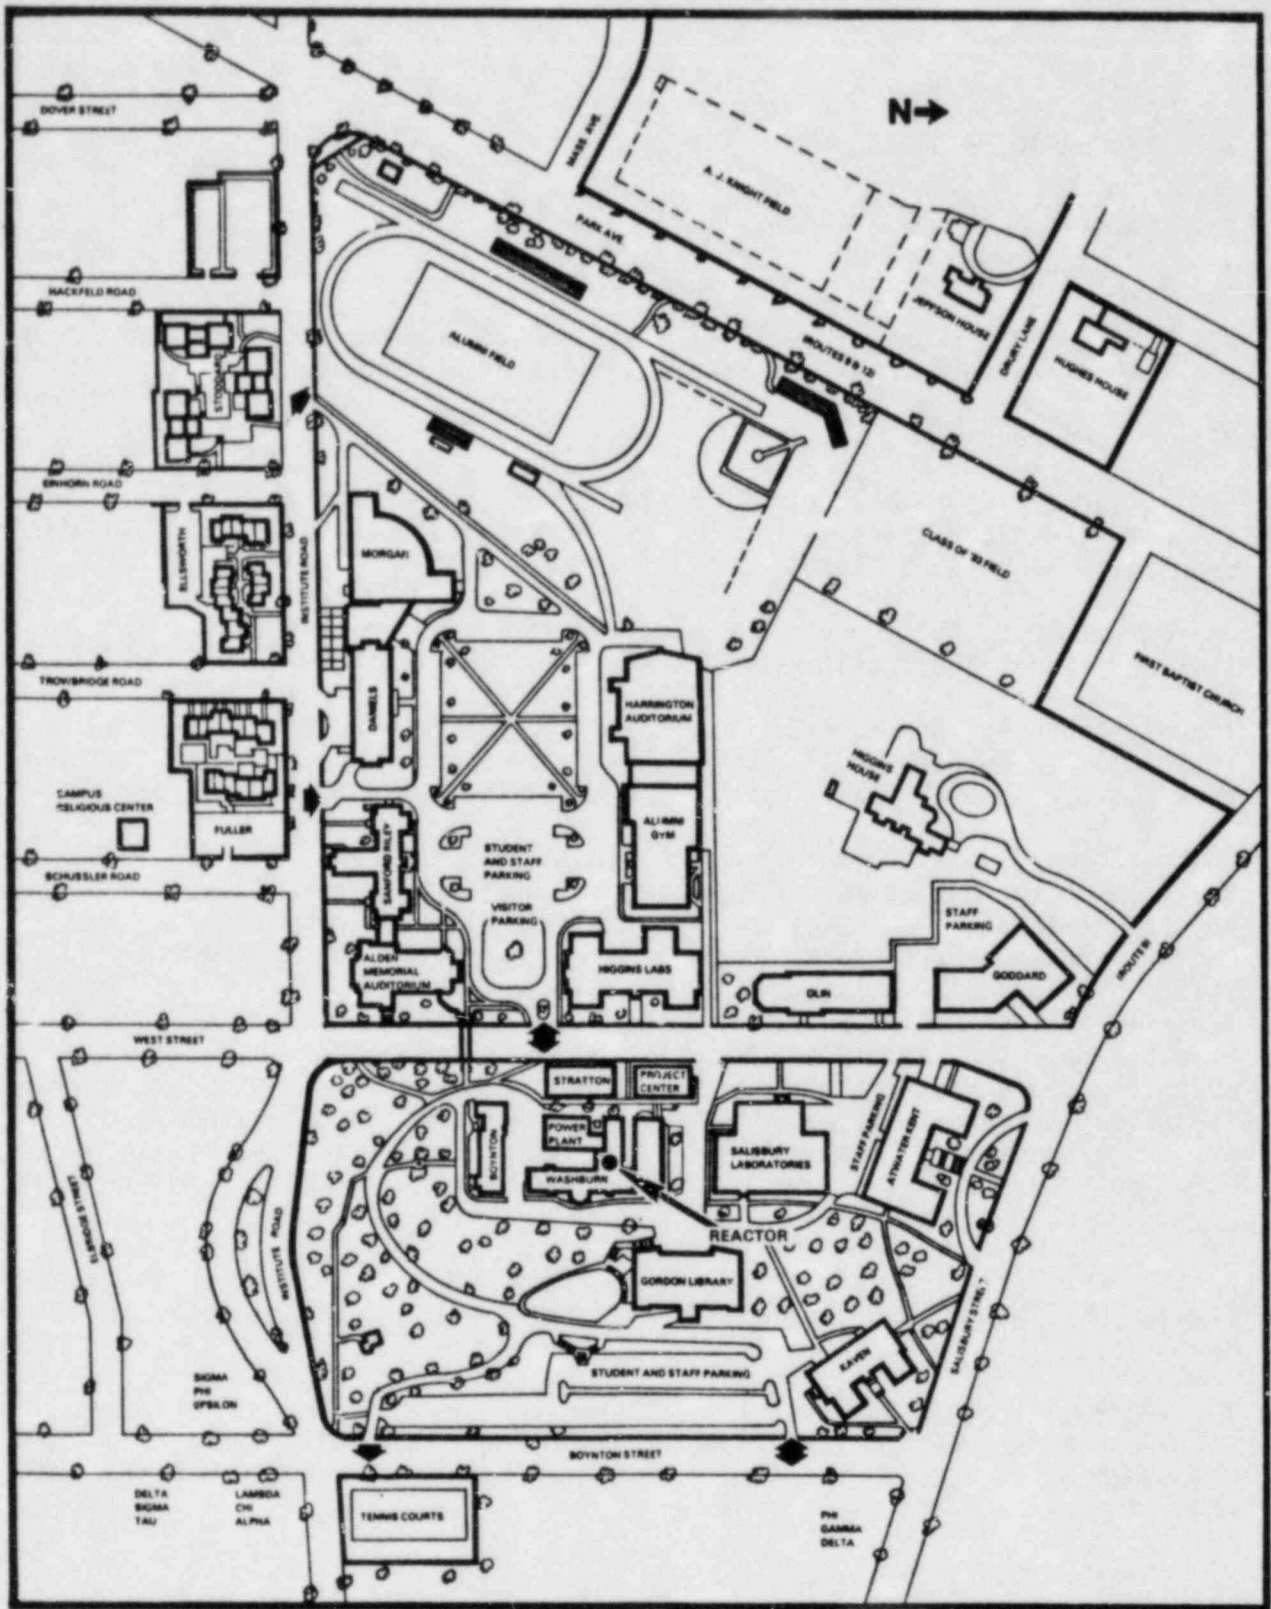 DOVER STREET
MASS AVE
N
A. J. KNIGHT FIELD
PARK AVE
HACKFELD ROAD
ALUMNI FIELD
JEPPSON HOUSE
(ROUTES 9 & 12)
DRURY LANE
HUGHES HOUSE
STODDARD
EINHORN ROAD
ELLSWORTH
INSTITUTE ROAD
MORGAN
CLASS OF '93 FIELD
TROWBRIDGE ROAD
DANIELS
HARRINGTON
AUDITORIUM
FIRST BAPTIST CHURCH
HIGGINS
HOUSE
CAMPUS
RELIGIOUS CENTER
FULLER
SCHUSSLER ROAD
SANFORD RILEY
STUDENT
AND STAFF
PARKING
ALUMNI
GYM
VISITOR
PARKING
STAFF
PARKING
(ROUTE 9)
ALDEN
MEMORIAL
AUDITORIUM
HIGGINS LABS
OLIN
GODDARD
WEST STREET
STRATTON
PROJECT
CENTER
POWER
PLANT
BOYNTON
WASHBURN
SALISBURY
LABORATORIES
STAFF PARKING
ATWATER KENT
REACTOR
INSTITUTE ROAD
GORDON LIBRARY
SALISBURY STREET
KAVEN
STUDENT AND STAFF PARKING
SIGMA
PHI
EPSILON
BOYNTON STREET
DELTA
SIGMA
TAU
LAMBDA
CHI
ALPHA
TENNIS COURTS
PHI
GAMMA
DELTA